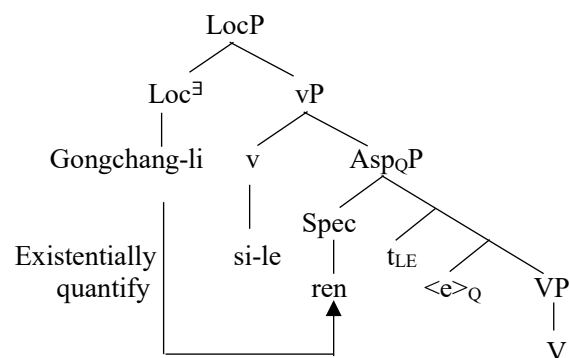 LocP
Loc∃ vP
Gongchang-li v AspQP
Spec
Existentially si-le tLE
quantify ren <e>Q VP
V